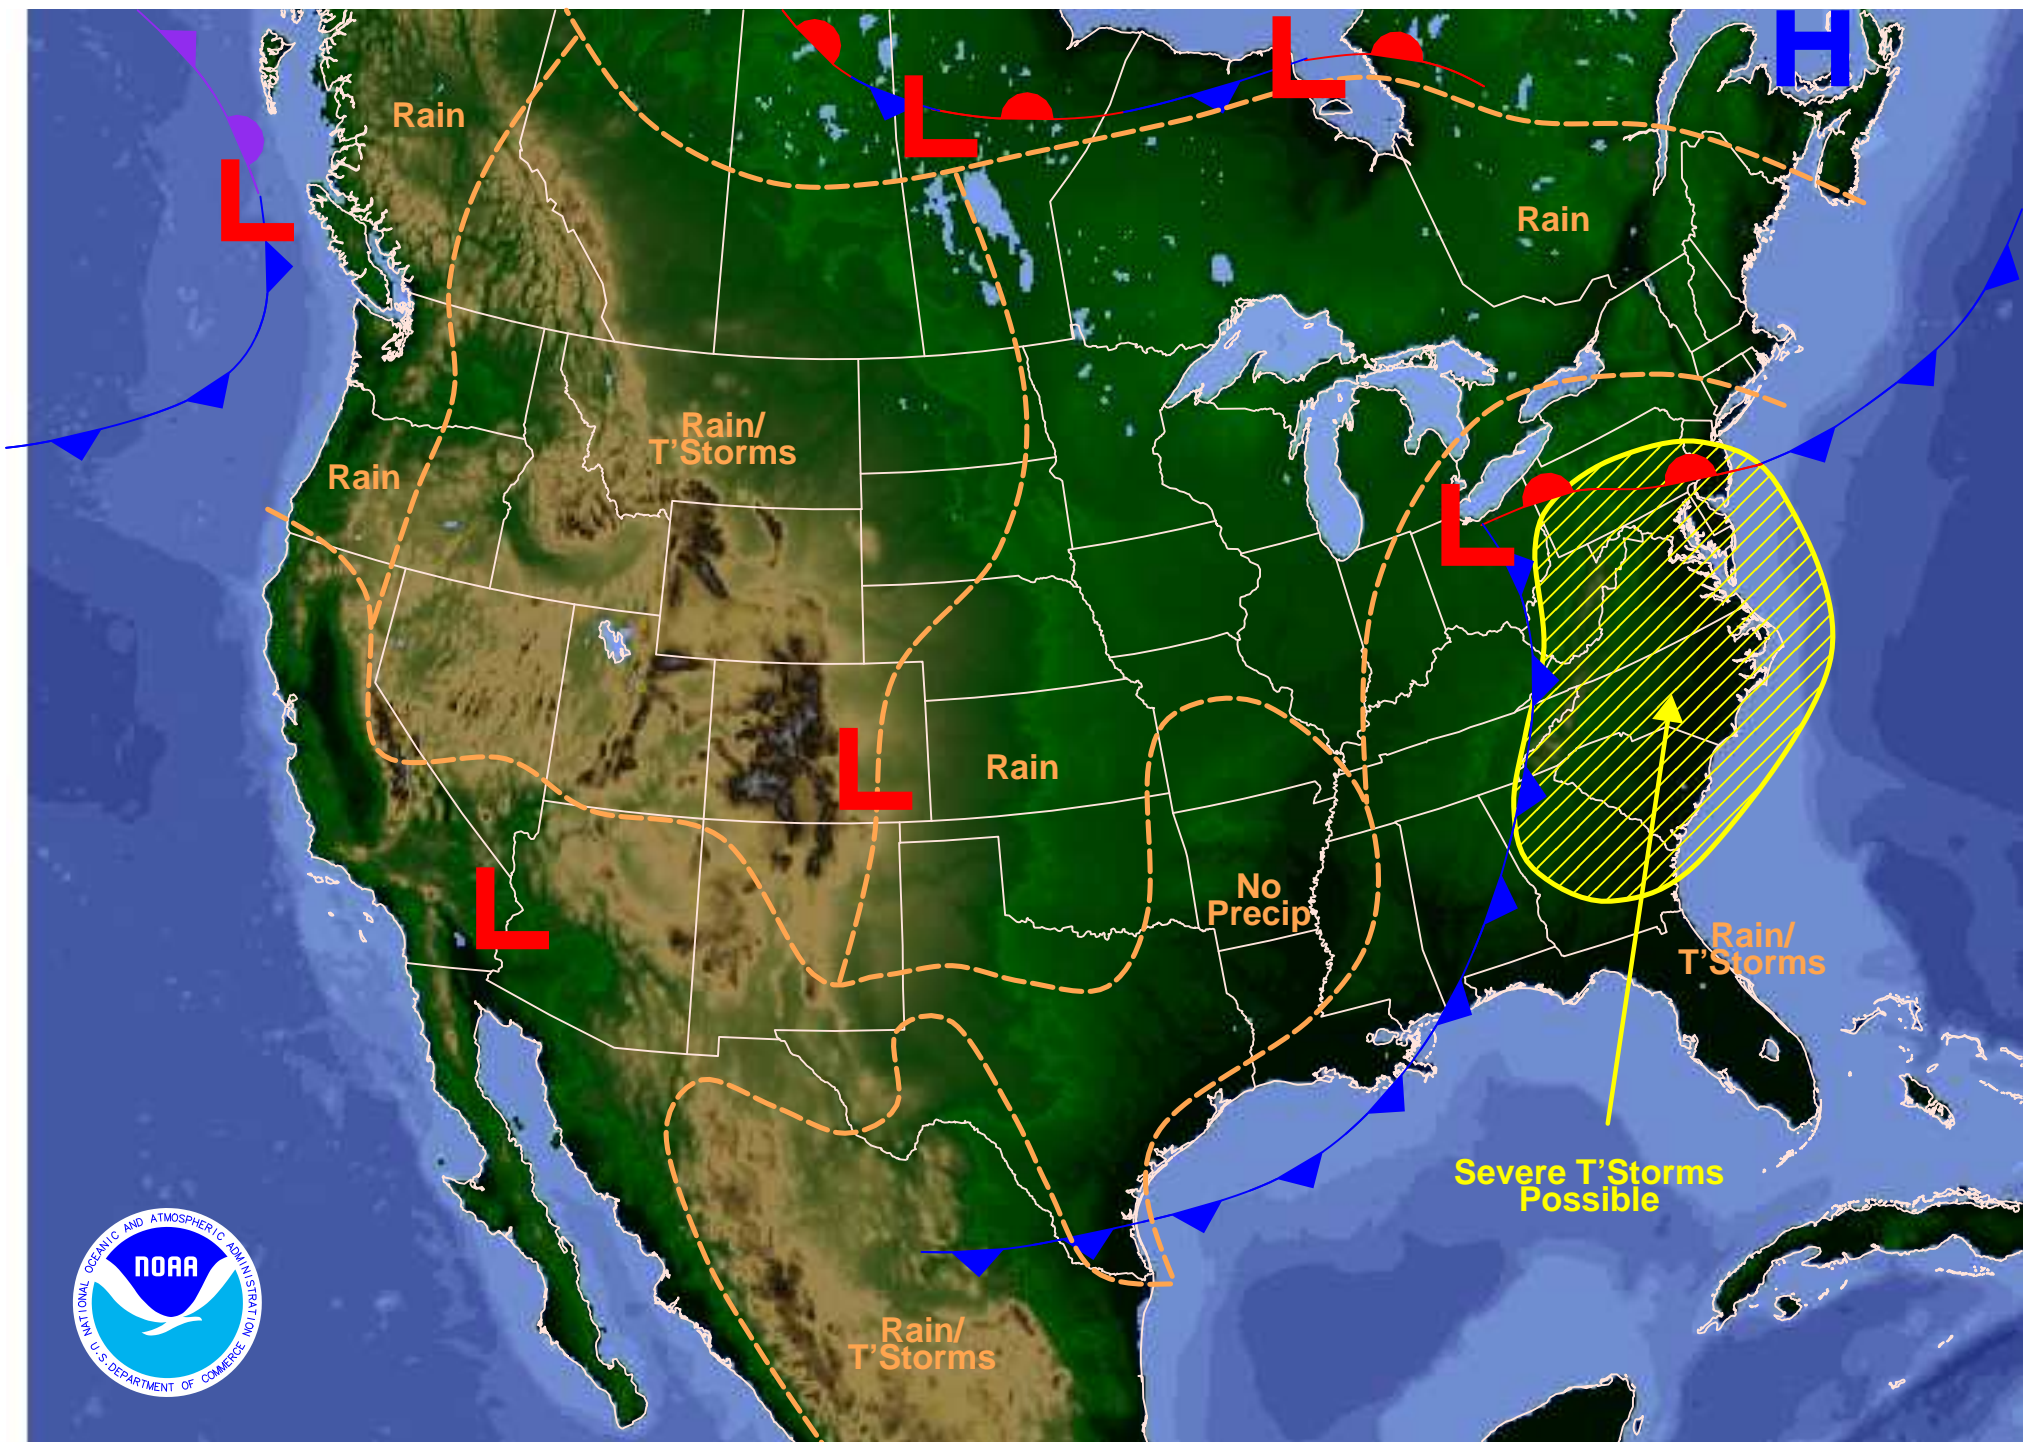 H
L
L
Rain
L
Rain
Rain/
T'Storms
Rain
L
L
Rain
L
No
Precip
Rain/
T'Storms
Severe T'Storms
Possible
Rain/
T'Storms
NATIONAL OCEANIC AND ATMOSPHERIC ADMINISTRATION
NOAA
U.S. DEPARTMENT OF COMMERCE